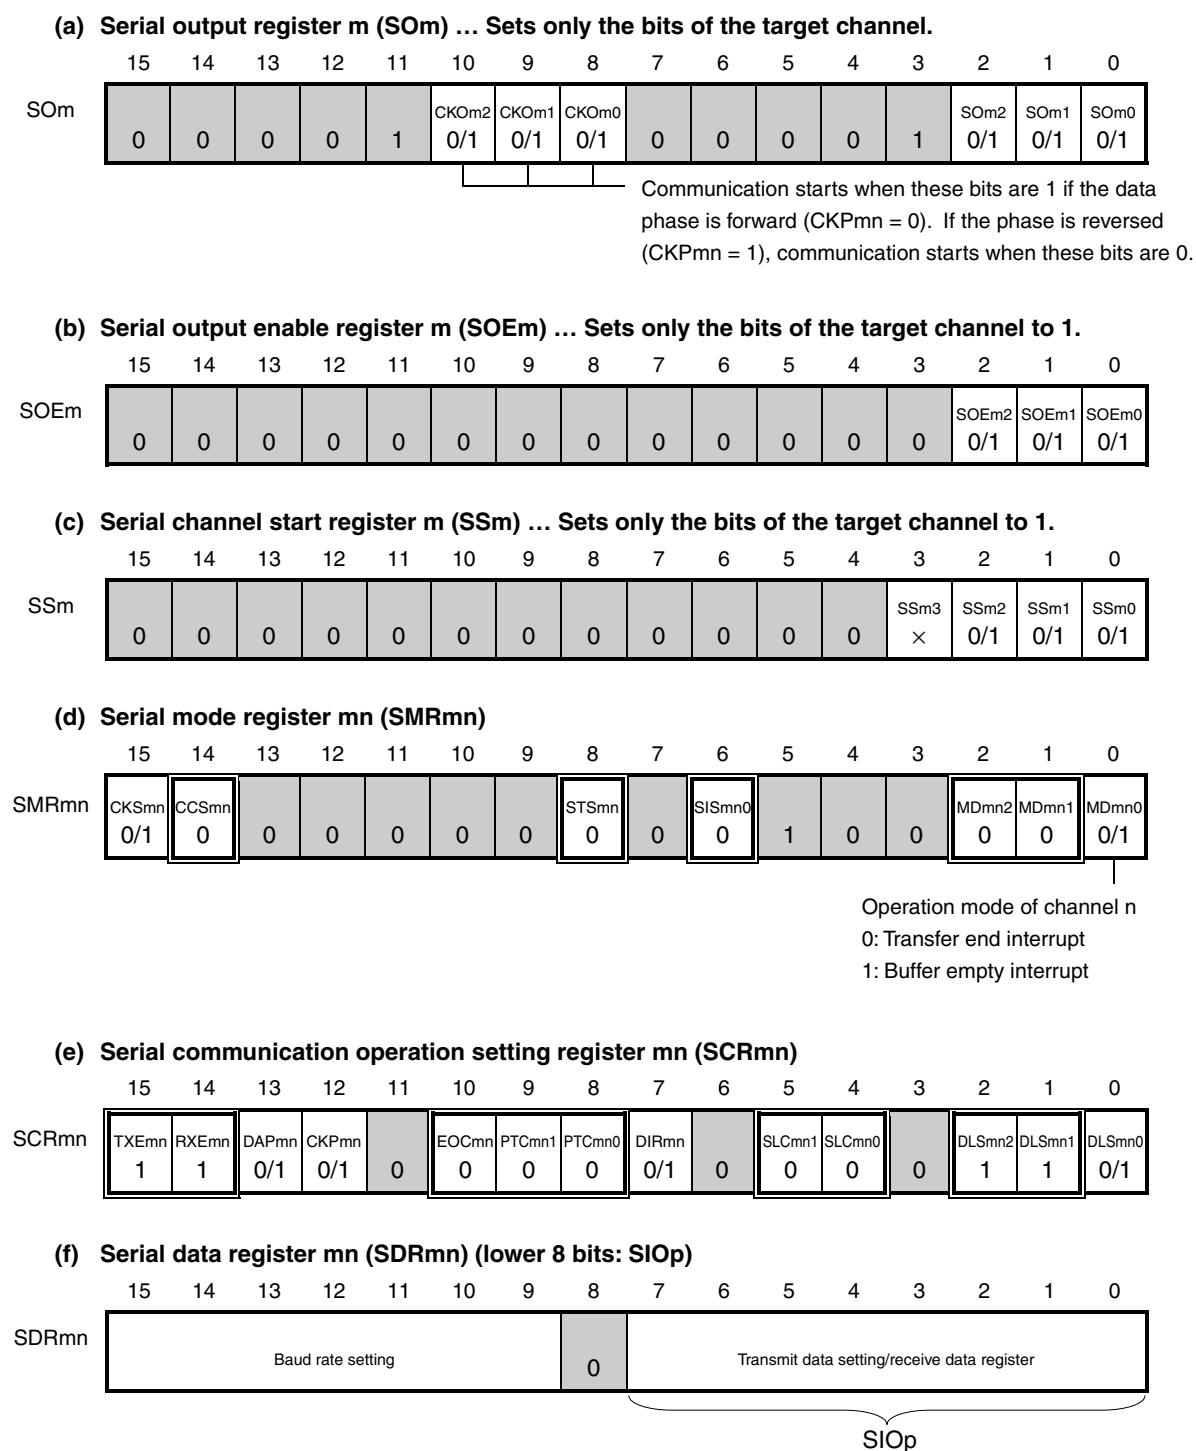 (a) Serial output register m (SOm) … Sets only the bits of the target channel.
15 14 13 12 11 10 9 8 7 6 5 4 3 2 1 0
SOm
CKOm2 CKOm1 CKOm0 SOm2 SOm1 SOm0
0 0 0 0 1 0/1 0/1 0/1 0 0 0 0 1 0/1 0/1 0/1
Communication starts when these bits are 1 if the data
phase is forward (CKPmn = 0). If the phase is reversed
(CKPmn = 1), communication starts when these bits are 0.
(b) Serial output enable register m (SOEm) … Sets only the bits of the target channel to 1.
15 14 13 12 11 10 9 8 7 6 5 4 3 2 1 0
SOEm
SOEm2 SOEm1 SOEm0
0 0 0 0 0 0 0 0 0 0 0 0 0 0/1 0/1 0/1
(c) Serial channel start register m (SSm) … Sets only the bits of the target channel to 1.
15 14 13 12 11 10 9 8 7 6 5 4 3 2 1 0
SSm
SSm3 SSm2 SSm1 SSm0
0 0 0 0 0 0 0 0 0 0 0 0 × 0/1 0/1 0/1
(d) Serial mode register mn (SMRmn)
15 14 13 12 11 10 9 8 7 6 5 4 3 2 1 0
SMRmn
CKSmn CCSmn STSmn SISmn0 MDmn2 MDmn1 MDmn0
0/1 0 0 0 0 0 0 0 0 0 1 0 0 0 0 0/1
Operation mode of channel n
0: Transfer end interrupt
1: Buffer empty interrupt
(e) Serial communication operation setting register mn (SCRmn)
15 14 13 12 11 10 9 8 7 6 5 4 3 2 1 0
SCRmn
TXEmn RXEmn DAPmn CKPmn EOCmn PTCmn1 PTCmn0 DIRmn SLCmn1 SLCmn0 DLSmn2 DLSmn1 DLSmn0
1 1 0/1 0/1 0 0 0 0 0/1 0 0 0 0 1 1 0/1
(f) Serial data register mn (SDRmn) (lower 8 bits: SIOp)
15 14 13 12 11 10 9 8 7 6 5 4 3 2 1 0
SDRmn
Baud rate setting 0 Transmit data setting/receive data register
SIOp